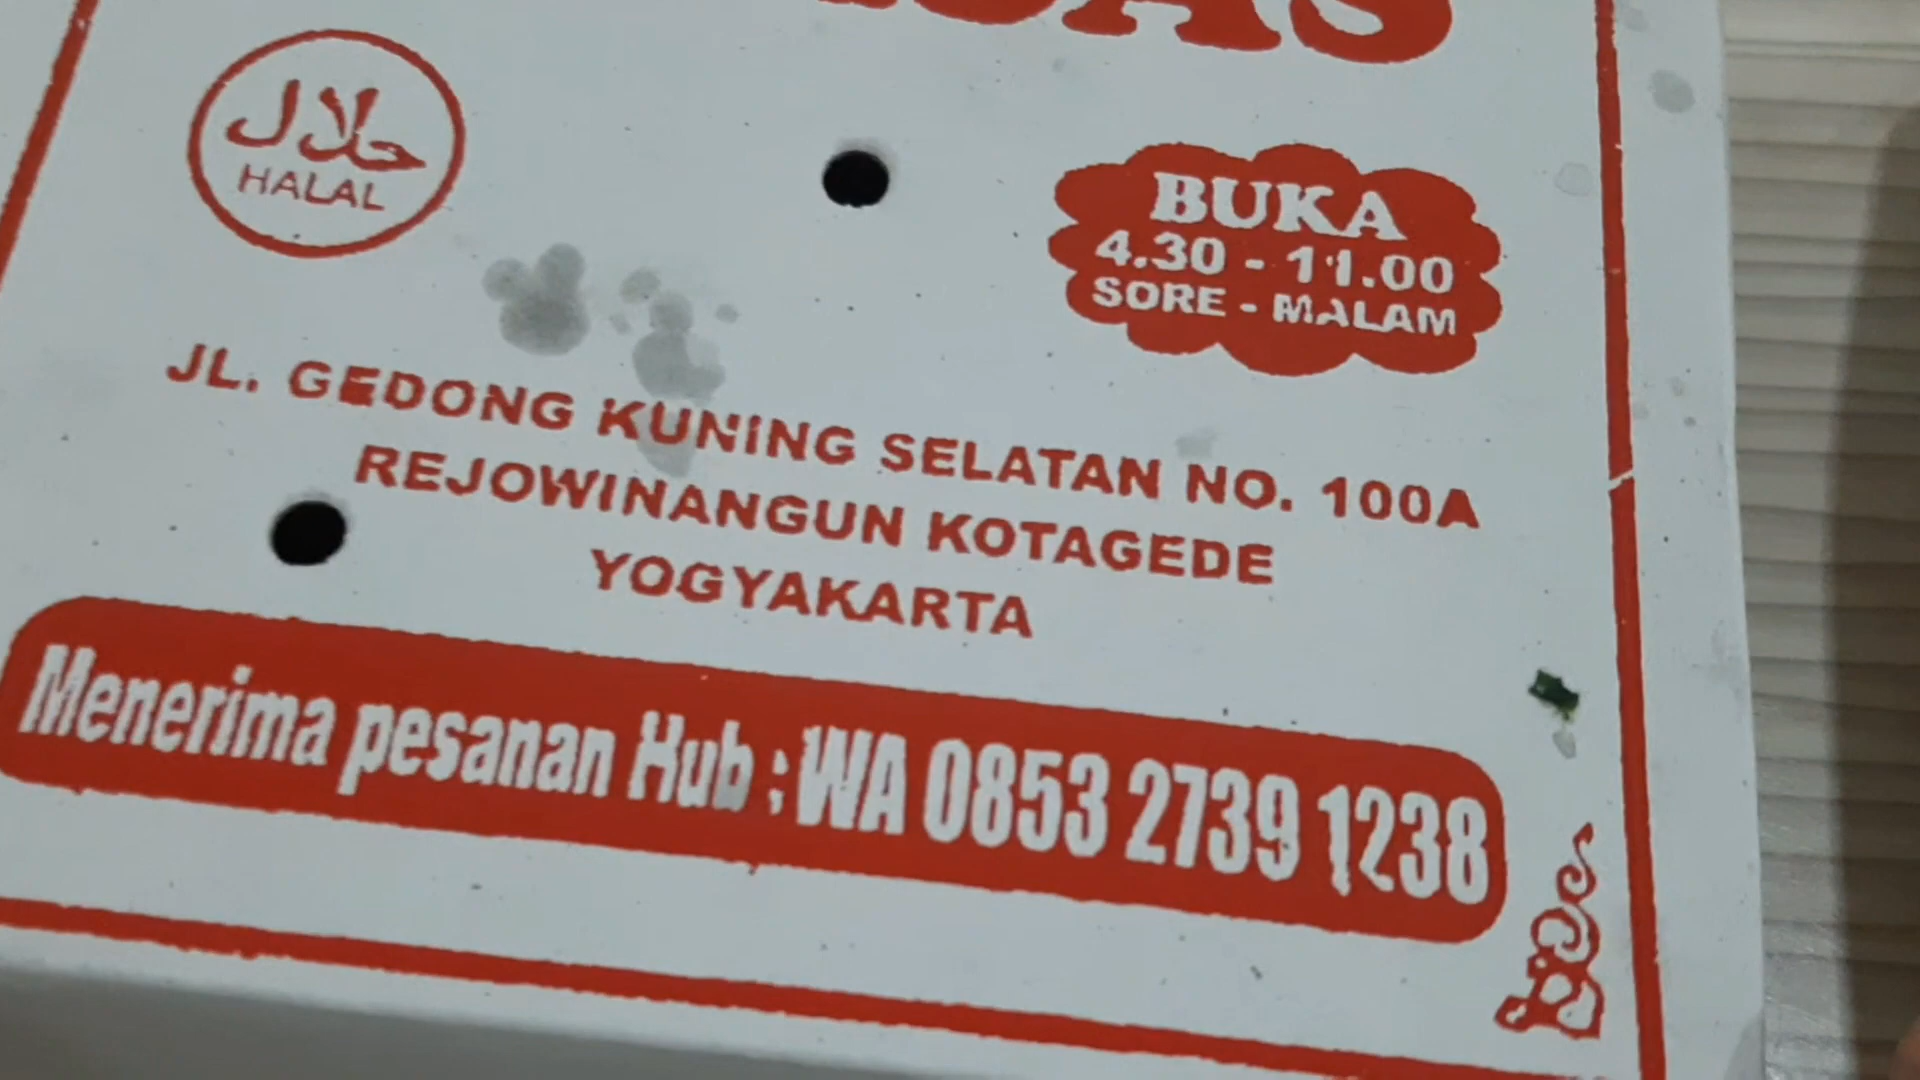 حلال
HALAL
BUKA
4.30 - 11.00
SORE - MALAM
JL. GEDONG KUNING SELATAN NO. 100A
REJOWINANGUN KOTAGEDE
YOGYAKARTA
Menerima pesanan Hub : WA 0853 2739 1238